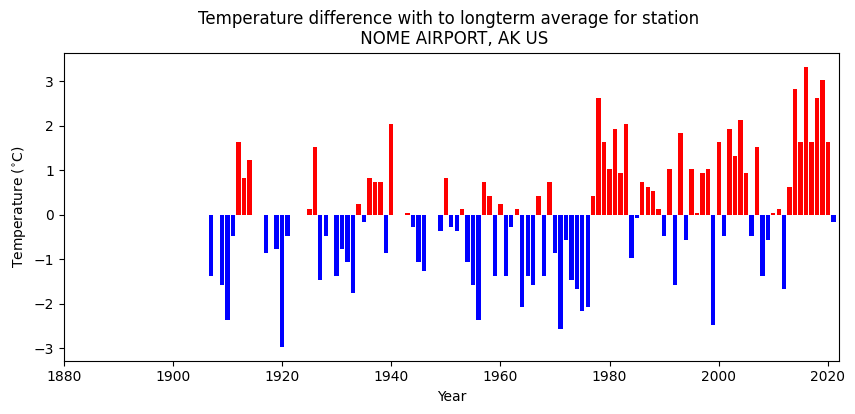 Temperature difference with to longterm average for station
NOME AIRPORT, AK US
Temperature (°C)
3
2
1
0
−1
−2
−3
1880 1900 1920 1940 1960 1980 2000 2020
Year